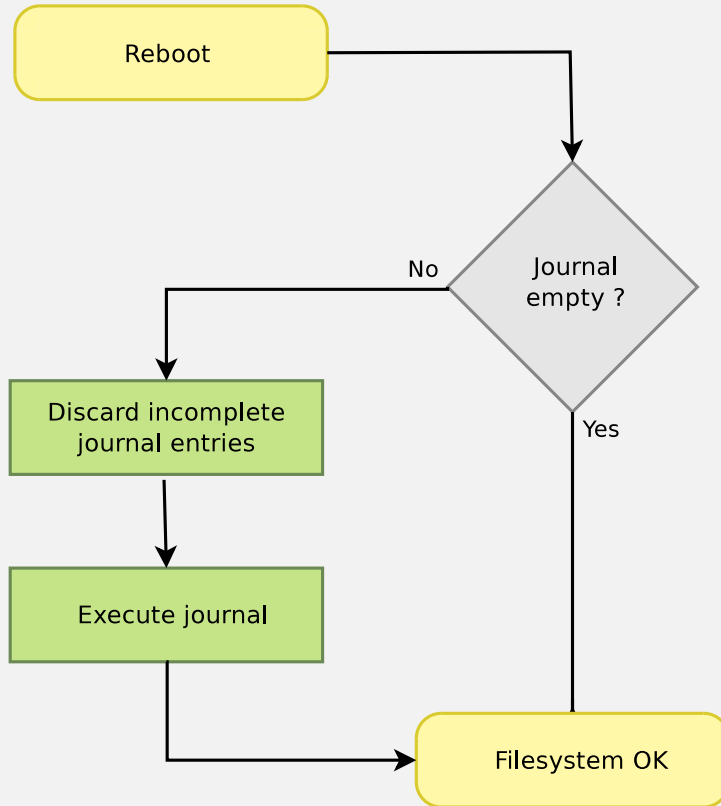 Reboot
Journal
empty ?
No
Yes
Discard incomplete
journal entries
Execute journal
Filesystem OK